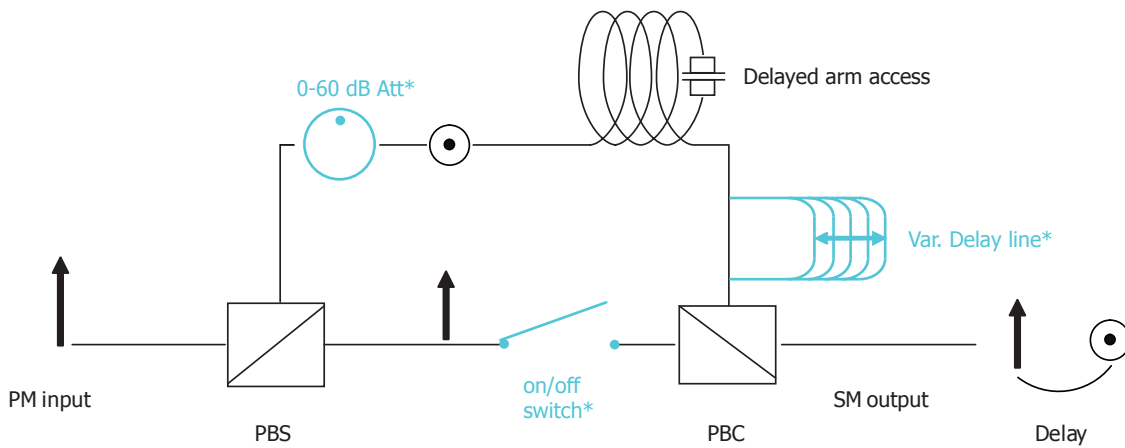 0-60 dB Att*
Delayed arm access
Var. Delay line*
PM input
on/off
switch*
SM output
PBS
PBC
Delay